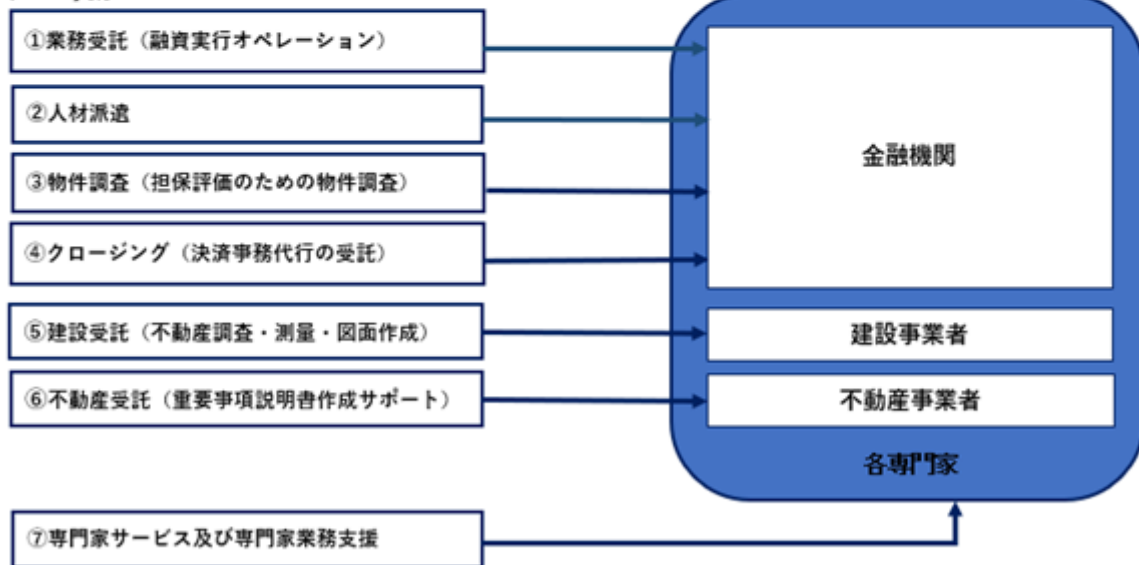 ①業務受託（融資実行オペレーション）
②人材派遣
③物件調査（担保評価のための物件調査）
④クロージング（決済事務代行の受託）
⑤建設受託（不動産調査・測量・図面作成）
⑥不動産受託（重要事項説明書作成サポート）
⑦専門家サービス及び専門家業務支援
金融機関
建設事業者
不動産事業者
各専門家